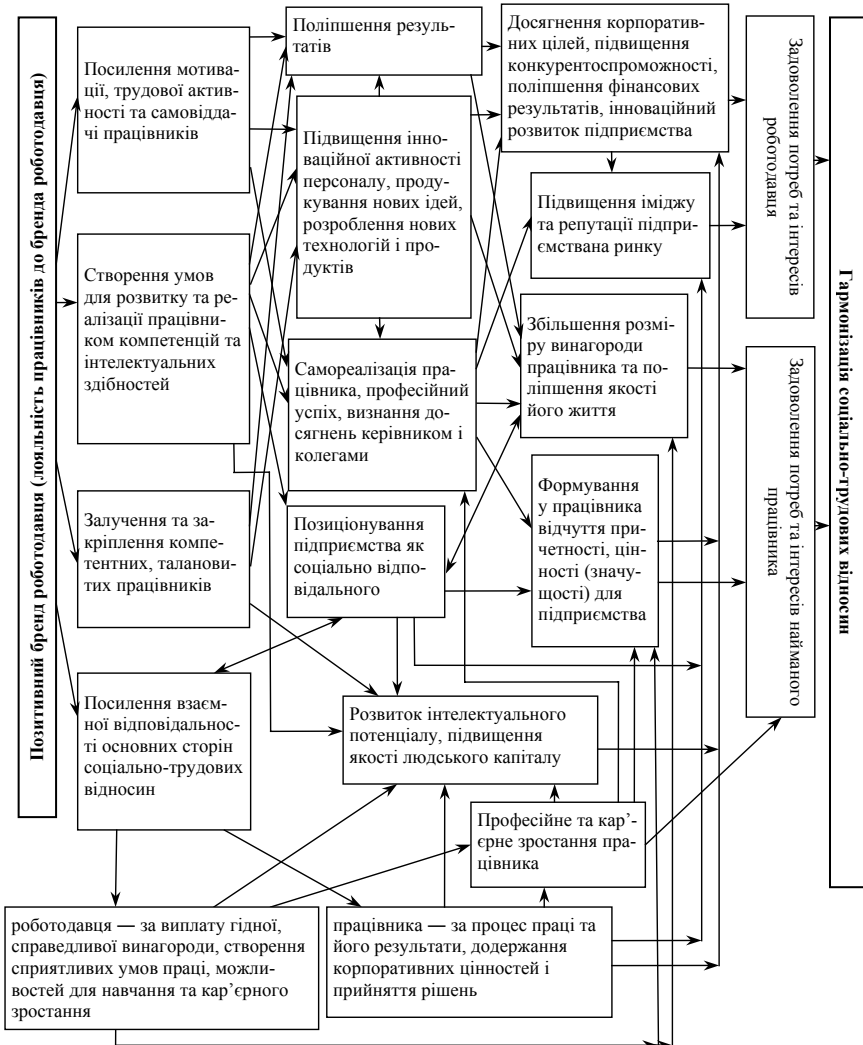 Позитивний бренд роботодавця (лояльність працівників до бренда роботодавця)
Посилення мотива-
ції, трудової актив-
ності та самовідда-
чі працівників
Створення умов
для розвитку та ре-
алізації працівни-
ком компетенцій та
інтелектуальних
здібностей
Залучення та за-
кріплення компе-
тентних, талано-
витих працівників
Посилення взаєм-
ної відповідальнос-
ті основних сторін
соціально-трудових
відносин
роботодавця — за виплату гідної,
справедливої винагороди, створення
сприятливих умов праці, можли-
востей для навчання та кар’єрного
зростання
Поліпшення резуль-
татів
Підвищення інно-
ваційної активності
персоналу, проду-
кування нових ідей,
розроблення нових
технологій і про-
дуктів
Самореалізація пра-
цівника, професійний
успіх, визнання до-
сягнень керівником і
колегами
Позиціонування
підприємства як
соціально відпо-
відального
Розвиток інтелектуального
потенціалу, підвищення
якості людського капіталу
Професійне та кар’-
єрне зростання пра-
цівника
працівника — за процес праці та
його результати, додержання
корпоративних цінностей і
прийняття рішень
Досягнення корпоратив-
них цілей, підвищення
конкурентоспроможності,
поліпшення фінансових
результатів, інноваційний
розвиток підприємства
Підвищення іміджу
та репутації підпри-
ємствана ринку
Збільшення розмі-
ру винагороди
працівника та по-
ліпшення якості
його життя
Формування
у працівника
відчуття при-
четності, цін-
ності (значу-
щості) для
підприємства
Задоволення потреб та інтересів
роботодавця
Задоволення потреб та інтересів найманого
працівника
Гармонізація соціально-трудових відносин